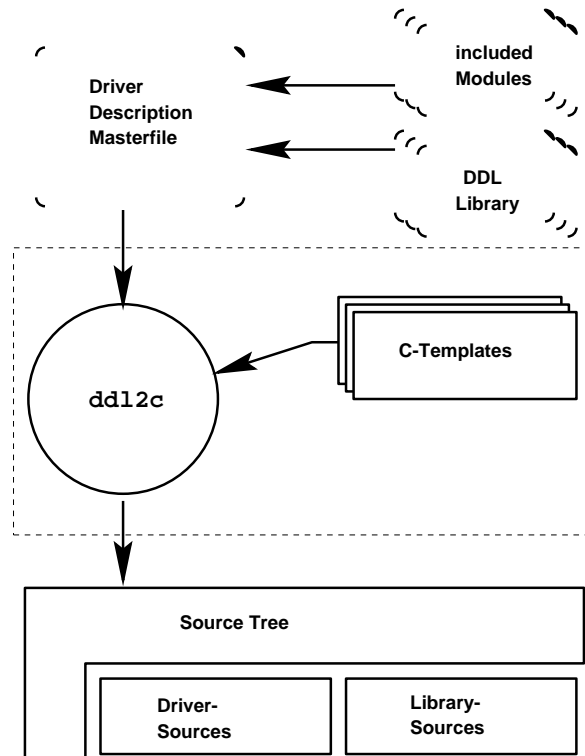 included
Modules
Driver
Description
Masterfile
DDL
Library
C-Templates
ddl2c
Source Tree
Driver-
Sources
Library-
Sources